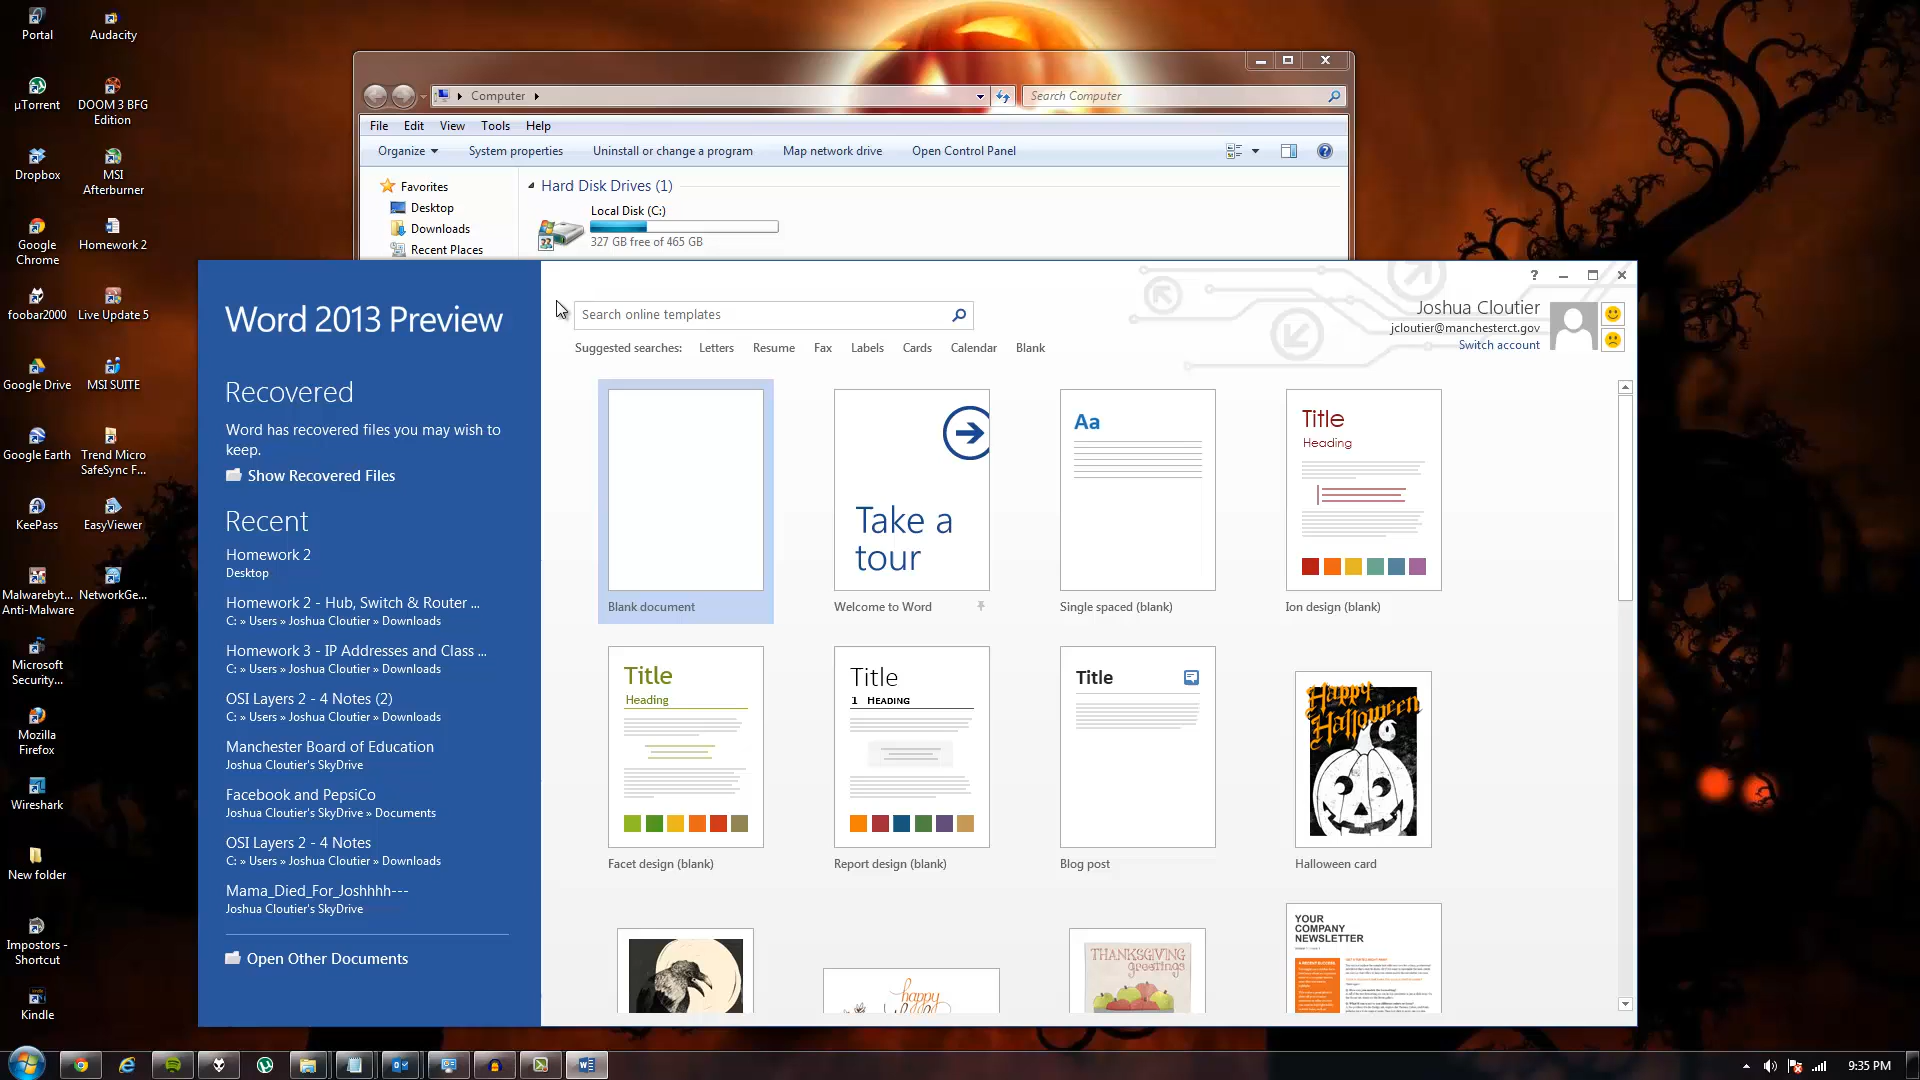 Portal
Audacity
µTorrent
DOOM 3 BFG
Edition
Dropbox
MSI
Afterburner
Google
Chrome
Homework 2
foobar2000
Live Update 5
Google Drive
MSI SUITE
Google Earth
Trend Micro
SafeSync F...
KeePass
EasyViewer
Malwarebyt...
Anti-Malware
NetworkGe...
Microsoft
Security...
Mozilla
Firefox
Wireshark
New folder
Impostors -
Shortcut
Kindle
Computer
Search Computer
File Edit View Tools Help
Organize System properties Uninstall or change a program Map network drive Open Control Panel
Favorites
Desktop
Downloads
Recent Places
Hard Disk Drives (1)
Local Disk (C:)
327 GB free of 465 GB
Word 2013 Preview
Recovered
Word has recovered files you may wish to
keep.
Show Recovered Files
Recent
Homework 2
Desktop
Homework 2 - Hub, Switch & Router ...
C: » Users » Joshua Cloutier » Downloads
Homework 3 - IP Addresses and Class ...
C: » Users » Joshua Cloutier » Downloads
OSI Layers 2 - 4 Notes (2)
C: » Users » Joshua Cloutier » Downloads
Manchester Board of Education
Joshua Cloutier's SkyDrive
Facebook and PepsiCo
Joshua Cloutier's SkyDrive » Documents
OSI Layers 2 - 4 Notes
C: » Users » Joshua Cloutier » Downloads
Mama_Died_For_Joshhhh---
Joshua Cloutier's SkyDrive
Open Other Documents
Search online templates
Suggested searches: Letters Resume Fax Labels Cards Calendar Blank
?
Joshua Cloutier
jcloutier@manchesterct.gov
Switch account
Blank document
Take a
tour
Welcome to Word
Aa
Single spaced (blank)
Title
Heading
Ion design (blank)
Title
Heading
Facet design (blank)
Title
1 HEADING
Report design (blank)
Title
Blog post
Happy
Halloween
Halloween card
happy
THANKSGIVING
greetings
YOUR
COMPANY
NEWSLETTER
9:35 PM